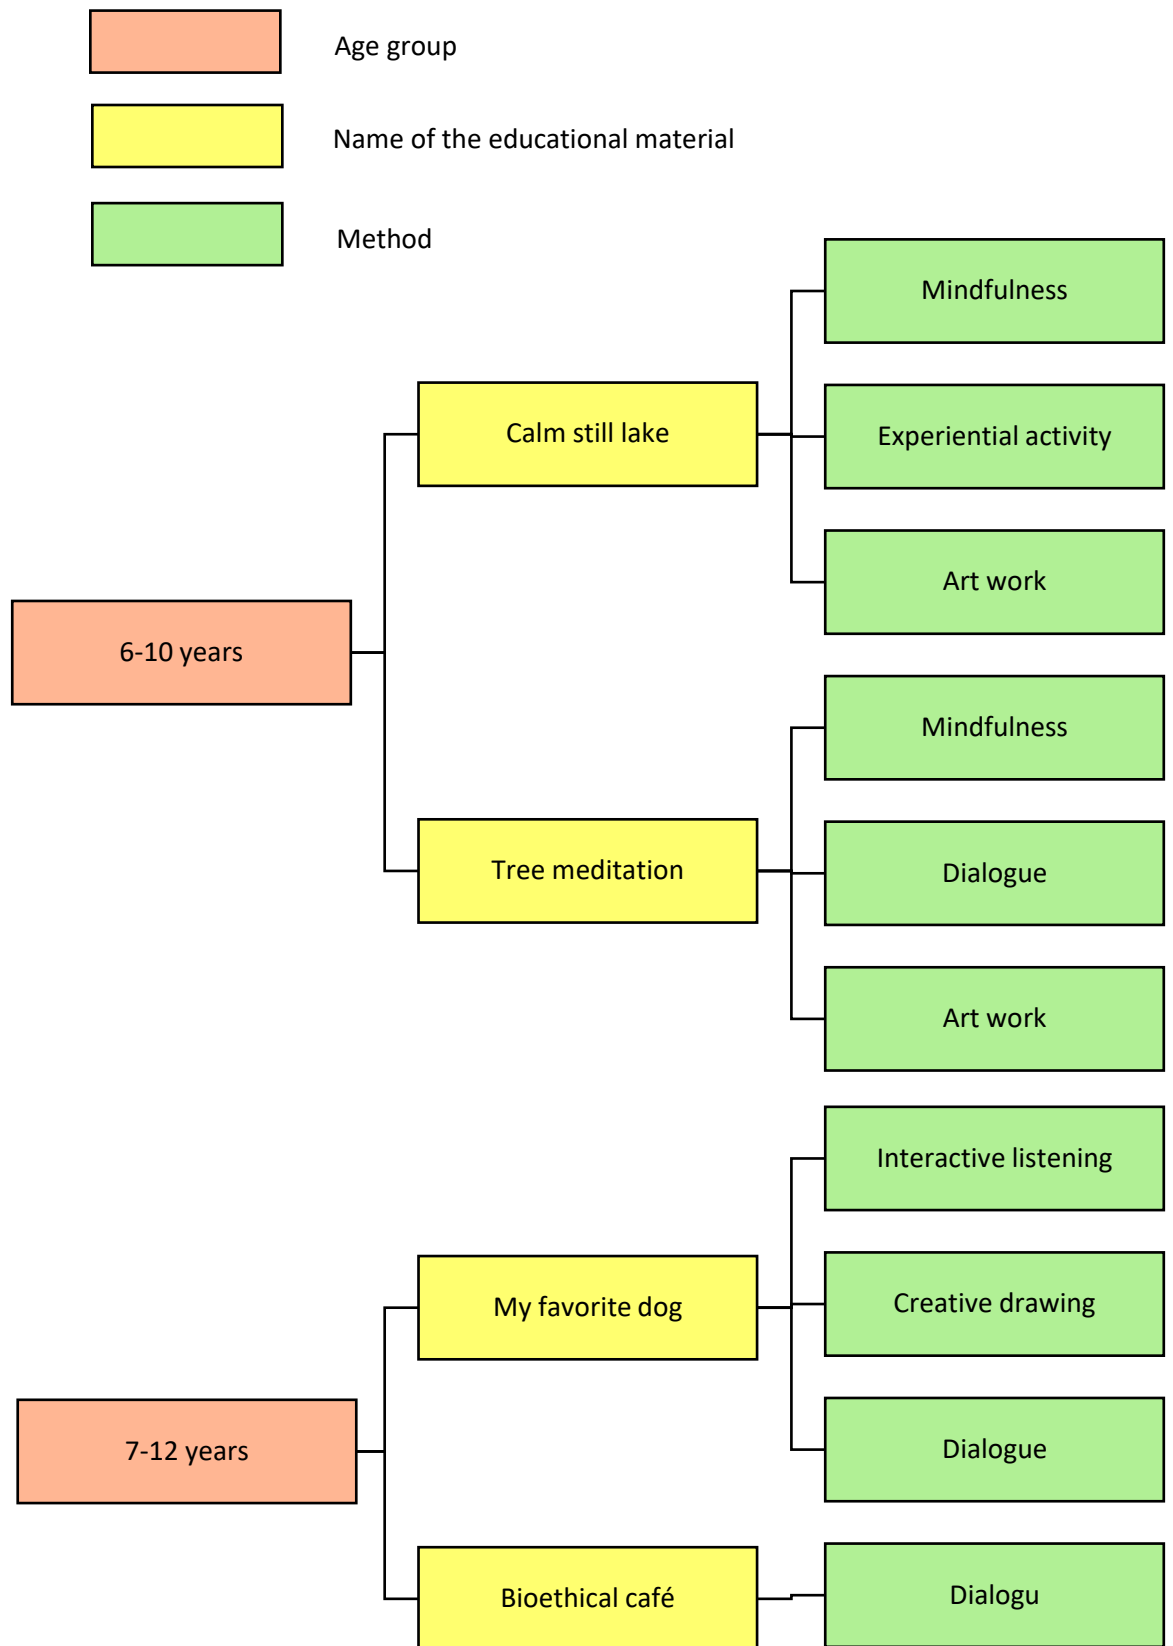 Age group
Name of the educational material
Method
6-10 years
Calm still lake
Mindfulness
Experiential activity
Art work
Tree meditation
Mindfulness
Dialogue
Art work
7-12 years
My favorite dog
Interactive listening
Creative drawing
Dialogue
Bioethical café
Dialogu